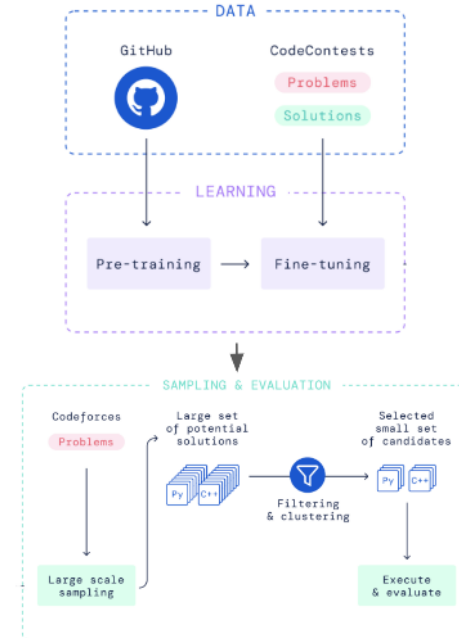 DATA
GitHub
CodeContests
Problems
Solutions
LEARNING
Pre-training
Fine-tuning
SAMPLING & EVALUATION
Codeforces
Problems
Large scale
sampling
Large set
of potential
solutions
Py
C++
Filtering
& clustering
Selected
small set
of candidates
Py
C++
Execute
& evaluate